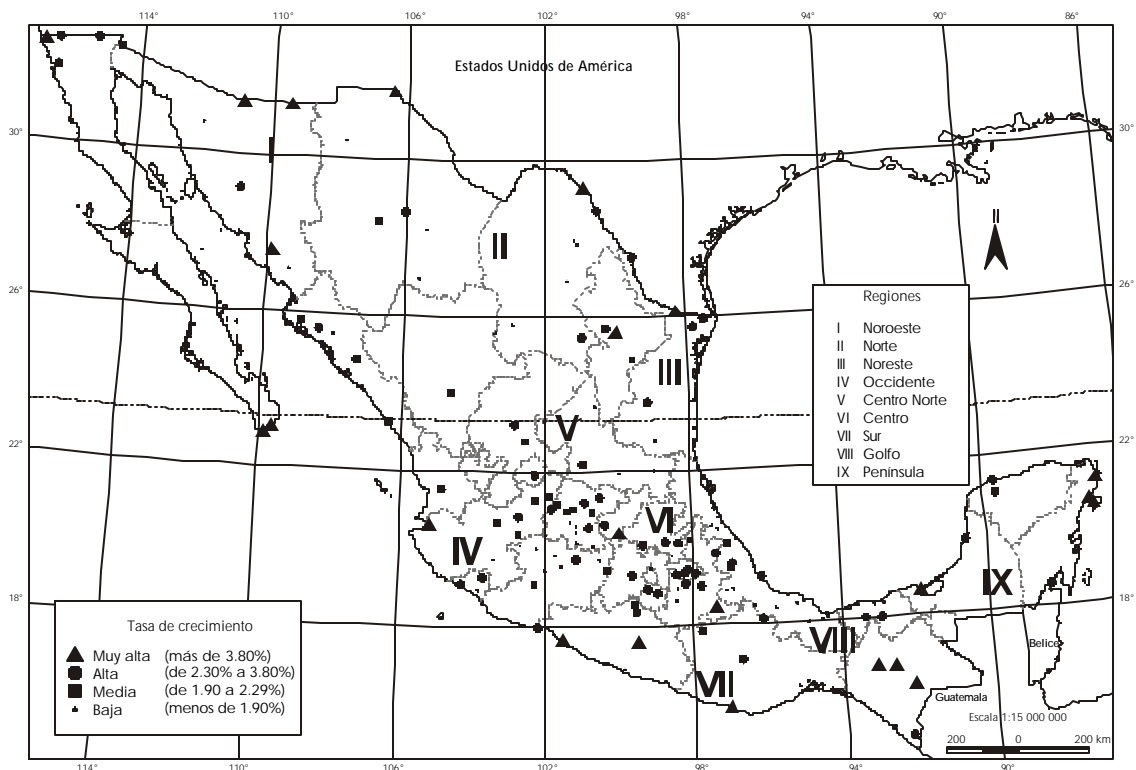 114° 110° 106° 102° 98° 94° 90° 86°
Estados Unidos de América
30° 30°
I
II
II
26° 26°
Regiones
I Noroeste
II Norte
III Noreste
IV Occidente
V Centro Norte
VI Centro
VII Sur
VIII Golfo
IX Península
III
V
22° 22°
VI
IV
IX
18° 18°
Tasa de crecimiento
Muy alta (más de 3.80%)
Alta (de 2.30% a 3.80%)
Media (de 1.90 a 2.29%)
Baja (menos de 1.90%)
VIII
Belice
VII
Guatemala
Escala 1:15 000 000
200 0 200 km
114° 110° 106° 102° 98° 94° 90°